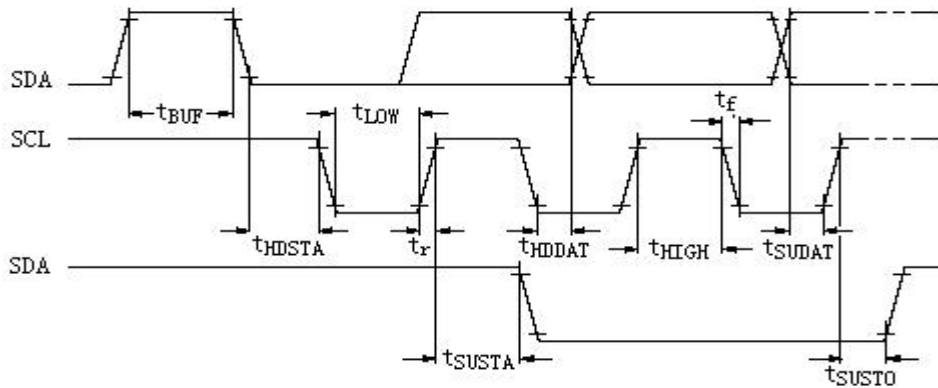 SDA
tBUF
tLOW
tf
SCL
tHDSTA
tr
tHDDAT
tHIGH
tSUDAT
SDA
tSUSTA
tSUSTO